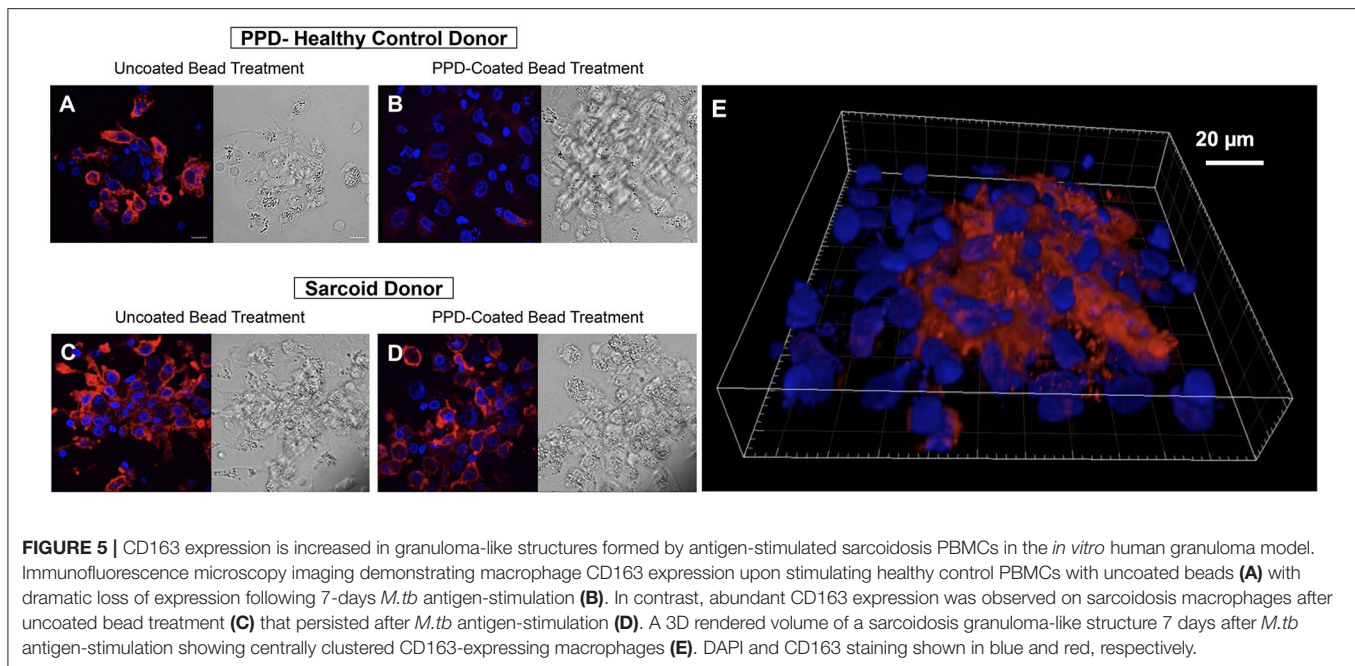 PPD- Healthy Control Donor
Uncoated Bead Treatment
PPD-Coated Bead Treatment
A
B
Sarcoid Donor
Uncoated Bead Treatment
PPD-Coated Bead Treatment
C
D
E
20 µm
FIGURE 5 | CD163 expression is increased in granuloma-like structures formed by antigen-stimulated sarcoidosis PBMCs in the in vitro human granuloma model.
Immunofluorescence microscopy imaging demonstrating macrophage CD163 expression upon stimulating healthy control PBMCs with uncoated beads (A) with
dramatic loss of expression following 7-days M.tb antigen-stimulation (B). In contrast, abundant CD163 expression was observed on sarcoidosis macrophages after
uncoated bead treatment (C) that persisted after M.tb antigen-stimulation (D). A 3D rendered volume of a sarcoidosis granuloma-like structure 7 days after M.tb
antigen-stimulation showing centrally clustered CD163-expressing macrophages (E). DAPI and CD163 staining shown in blue and red, respectively.